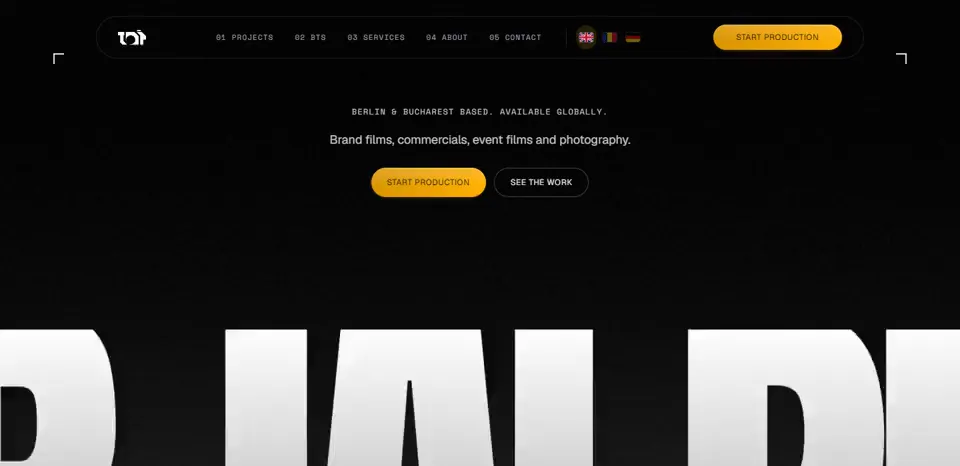 01 PROJECTS
02 BTS
03 SERVICES
04 ABOUT
05 CONTACT
START PRODUCTION
BERLIN & BUCHAREST BASED. AVAILABLE GLOBALLY.
Brand films, commercials, event films and photography.
START PRODUCTION
SEE THE WORK